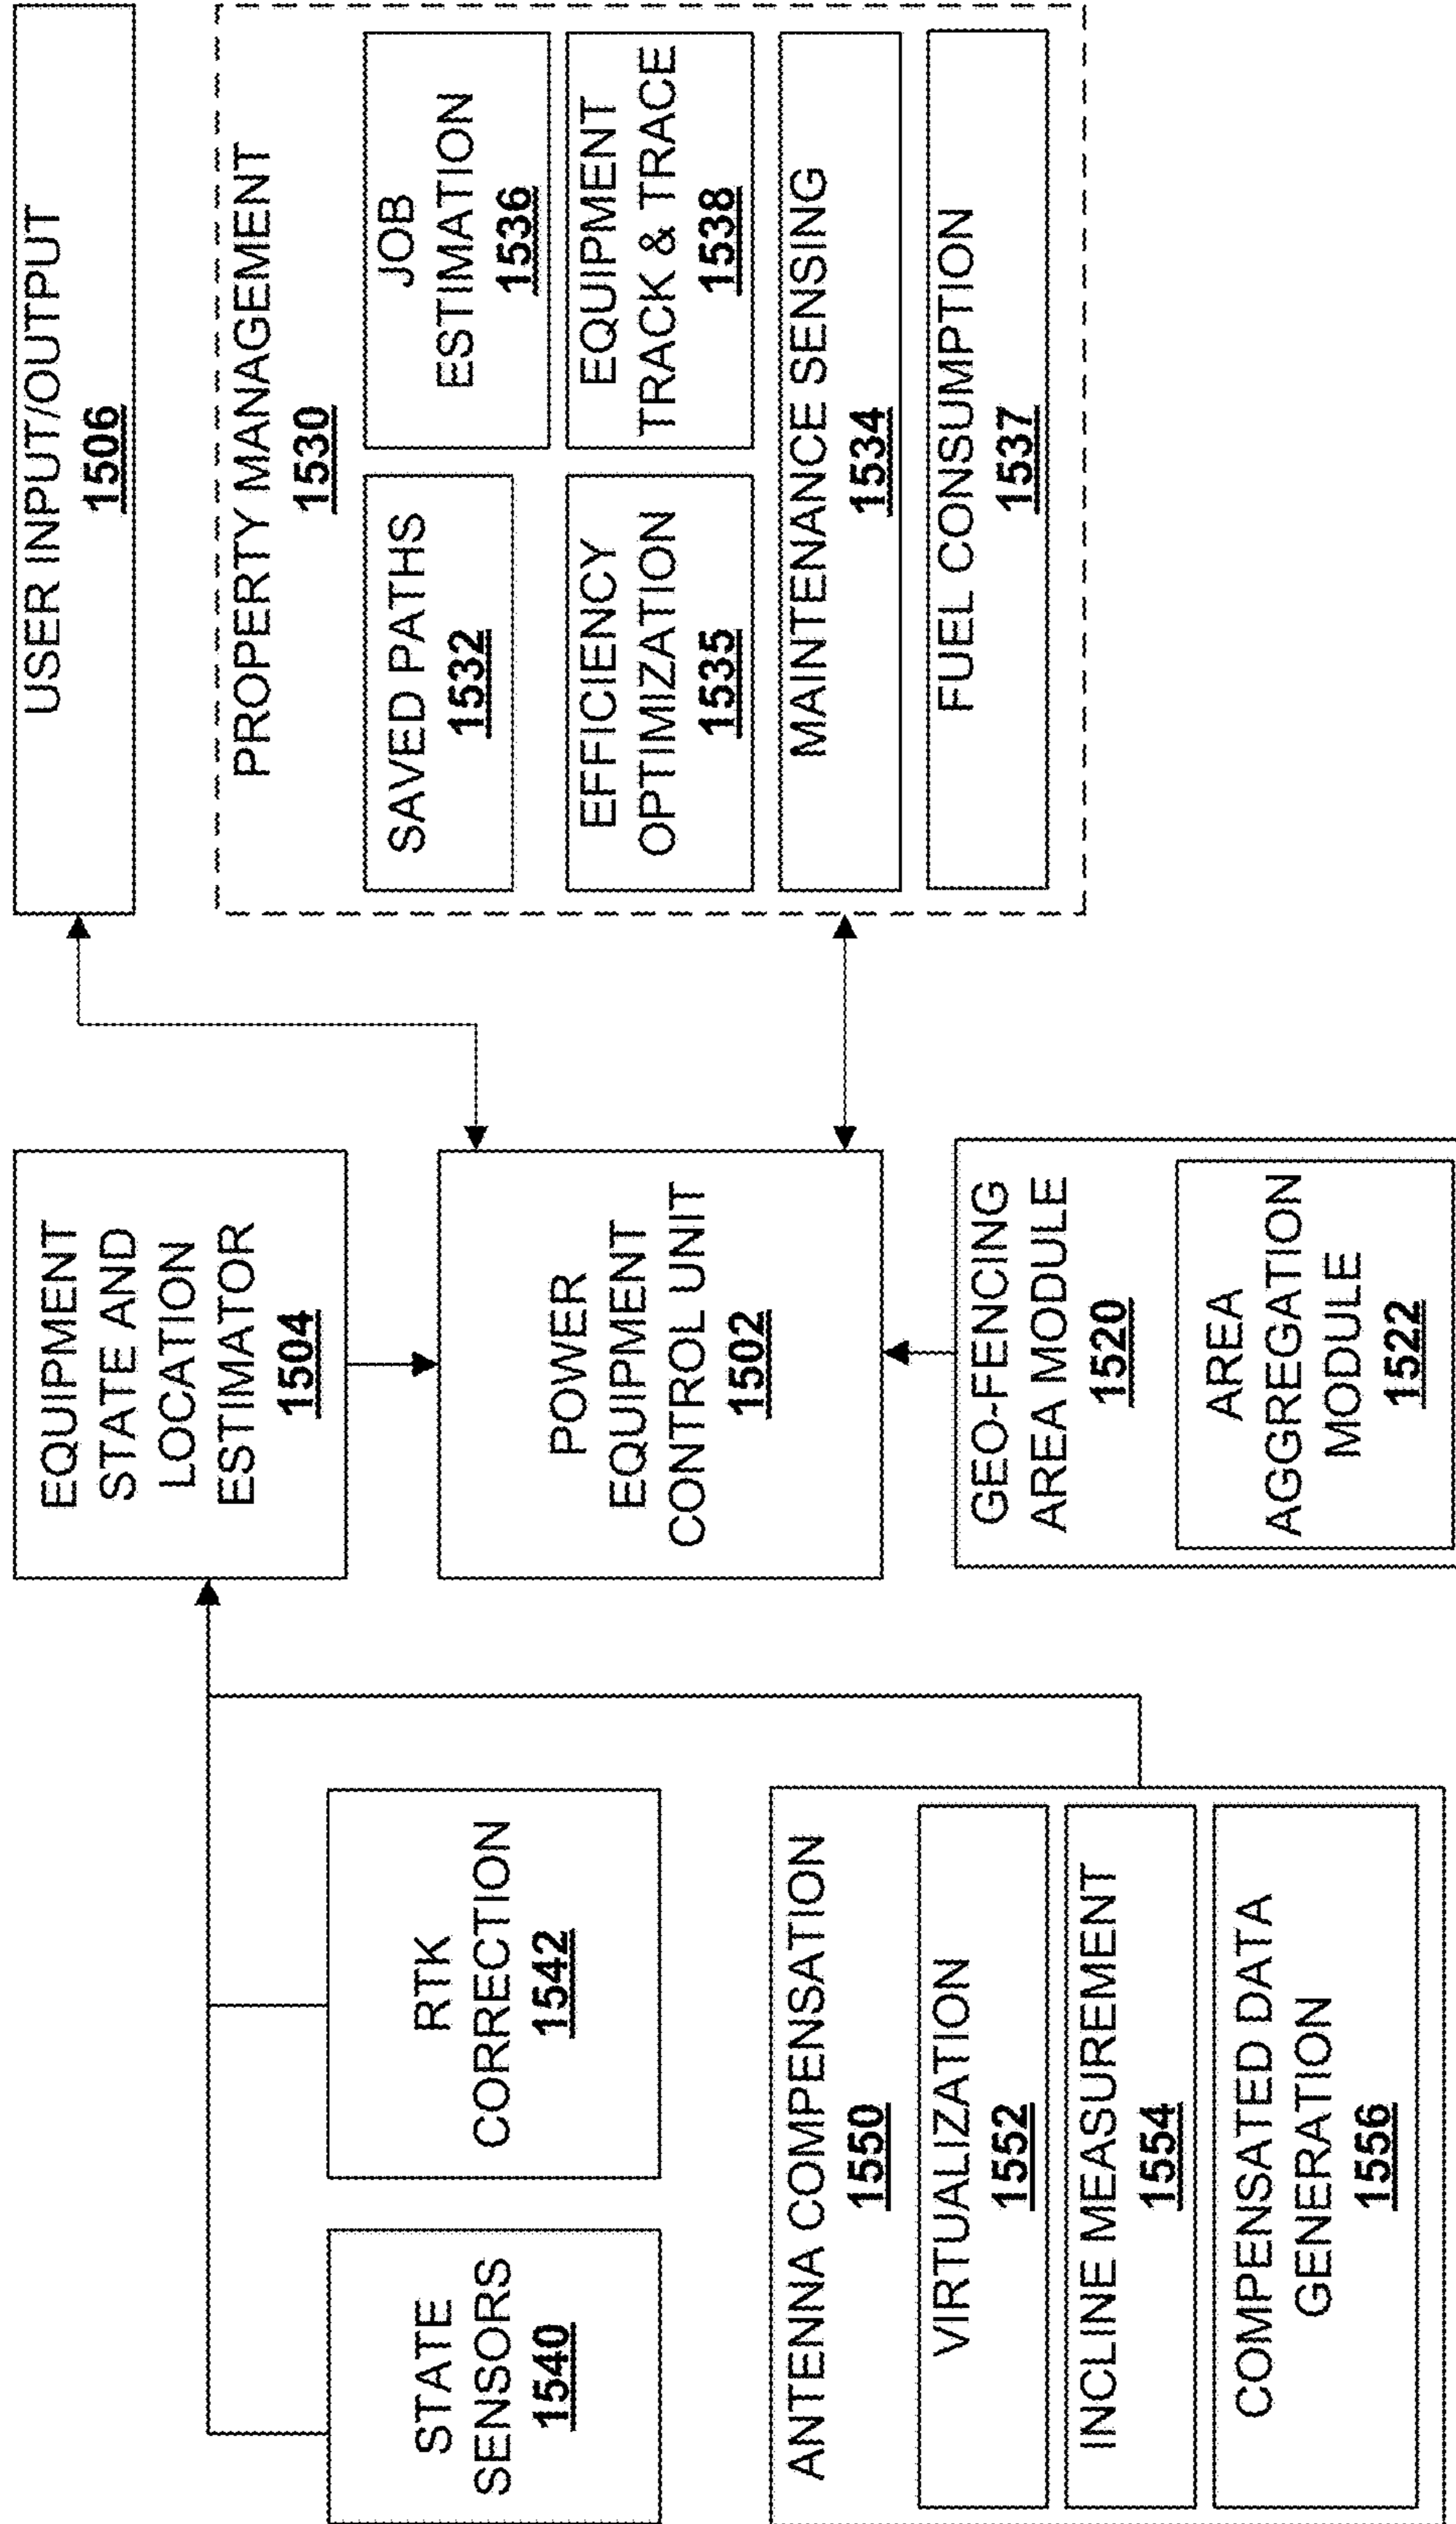 STATE
SENSORS
1540
RTK
CORRECTION
1542
ANTENNA COMPENSATION
1550
VIRTUALIZATION
1552
INCLINE MEASUREMENT
1554
COMPENSATED DATA
GENERATION
1556
EQUIPMENT
STATE AND
LOCATION
ESTIMATOR
1504
POWER
EQUIPMENT
CONTROL UNIT
1502
GEO-FENCING
AREA MODULE
1520
AREA
AGGREGATION
MODULE
1522
USER INPUT/OUTPUT
1506
PROPERTY MANAGEMENT
1530
SAVED PATHS
1532
JOB
ESTIMATION
1536
EFFICIENCY
OPTIMIZATION
1535
EQUIPMENT
TRACK & TRACE
1538
MAINTENANCE SENSING
1534
FUEL CONSUMPTION
1537